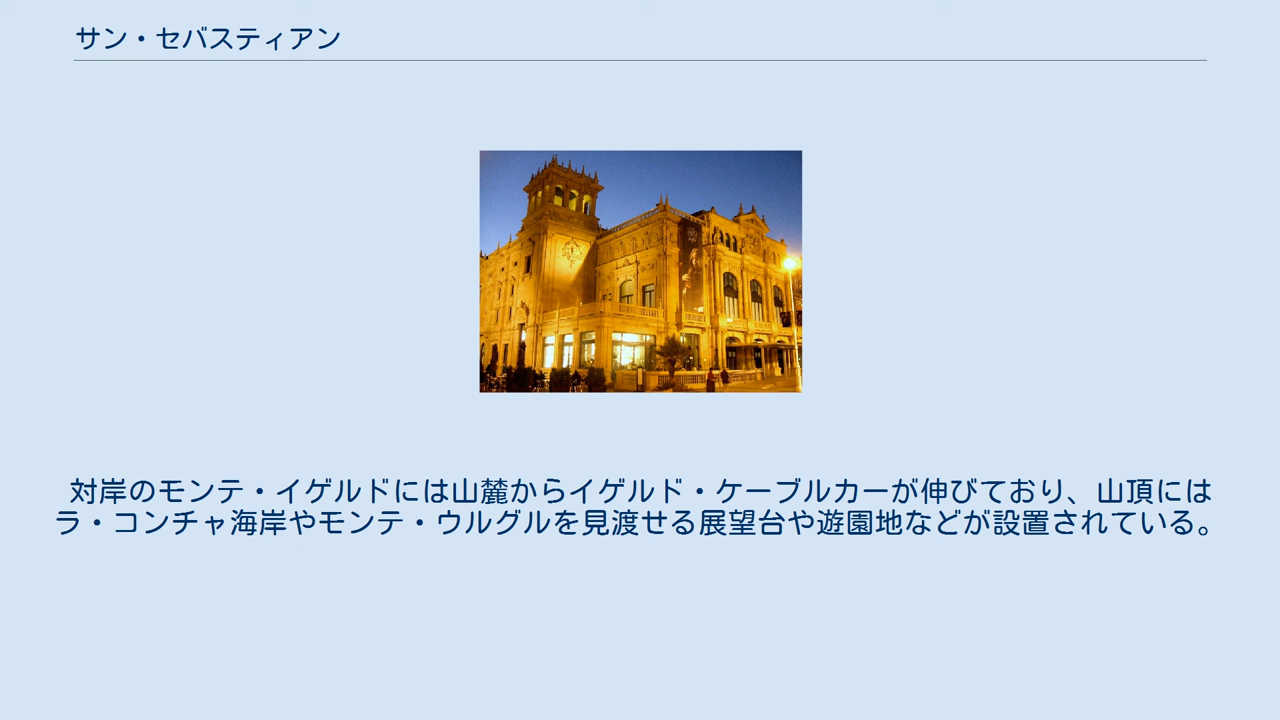 サン・セバスティアン
対岸のモンテ・イゲルドには山麓からイゲルド・ケーブルカーが伸びており、山頂には
ラ・コンチャ海岸やモンテ・ウルグルを見渡せる展望台や遊園地などが設置されている。